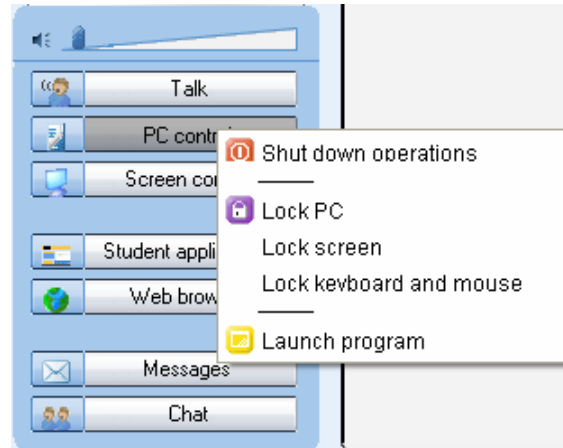 Talk
PC contr
Screen co
Student appli
Web brow
Messages
Chat
Shut down operations
Lock PC
Lock screen
Lock keyboard and mouse
Launch program